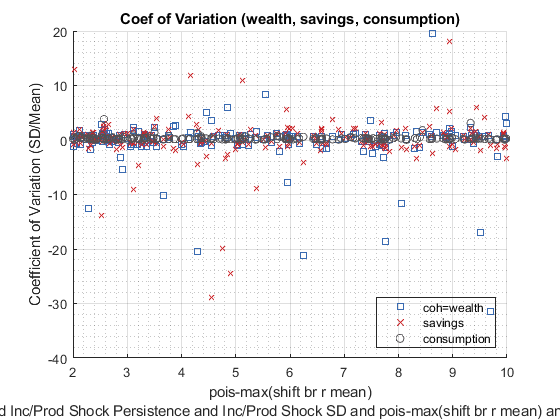 Coef of Variation (wealth, savings, consumption)
20
10
0
-10
-20
-30
-40
Coefficient of Variation (SD/Mean)
coh=wealth
savings
consumption
2 3 4 5 6 7 8 9 10
pois-max(shift br r mean)
Inc/Prod Shock Persistence and Inc/Prod Shock SD and pois-max(shift br r mean)